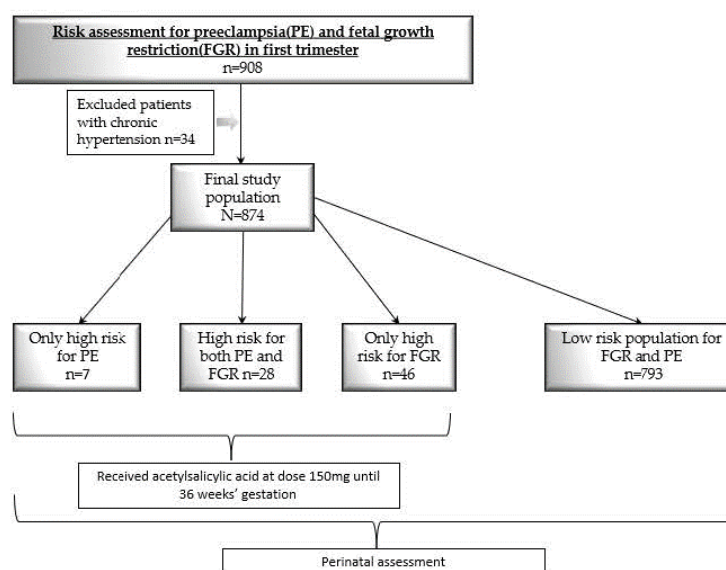 Risk assessment for preeclampsia(PE) and fetal growth
restriction(FGR) in first trimester
n=908
Excluded patients
with chronic
hypertension n=34
Final study
population
N=874
Only high risk
for PE
n=7
High risk for
both PE and
FGR n=28
Only high
risk for FGR
n=46
Low risk population for
FGR and PE
n=793
Received acetylsalicylic acid at dose 150mg until
36 weeks’ gestation
Perinatal assessment